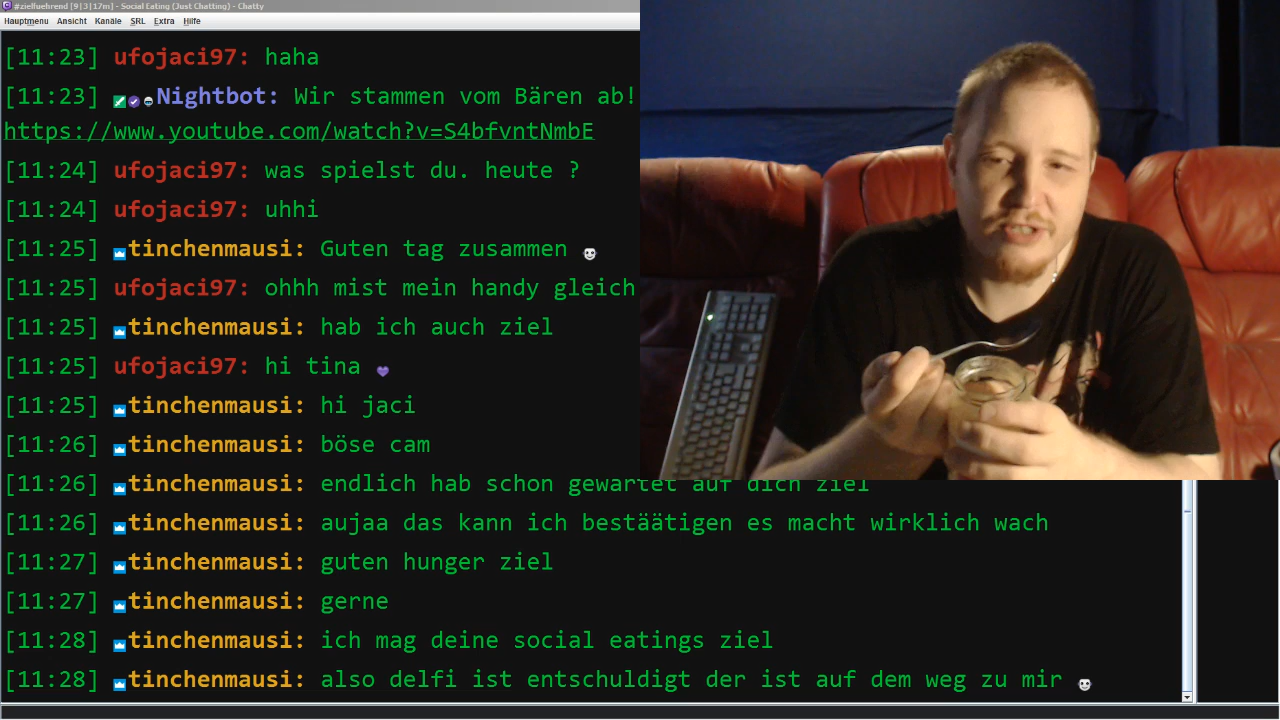 #zielfuehrend [9|3|17m] - Social Eating (Just Chatting) - Chatty
Hauptmenu Ansicht Kanäle SRL Extra Hilfe
[11:23] ufojaci97: haha
[11:23] Nightbot: Wir stammen vom Bären ab!
https://www.youtube.com/watch?v=S4bfvntNmbE
[11:24] ufojaci97: was spielst du. heute ?
[11:24] ufojaci97: uhhi
[11:25] tinchenmausi: Guten tag zusammen
[11:25] ufojaci97: ohhh mist mein handy gleich
[11:25] tinchenmausi: hab ich auch ziel
[11:25] ufojaci97: hi tina
[11:25] tinchenmausi: hi jaci
[11:26] tinchenmausi: böse cam
[11:26] tinchenmausi: endlich hab schon gewartet auf dich ziel
[11:26] tinchenmausi: aujaa das kann ich bestäätigen es macht wirklich wach
[11:27] tinchenmausi: guten hunger ziel
[11:27] tinchenmausi: gerne
[11:28] tinchenmausi: ich mag deine social eatings ziel
[11:28] tinchenmausi: also delfi ist entschuldigt der ist auf dem weg zu mir